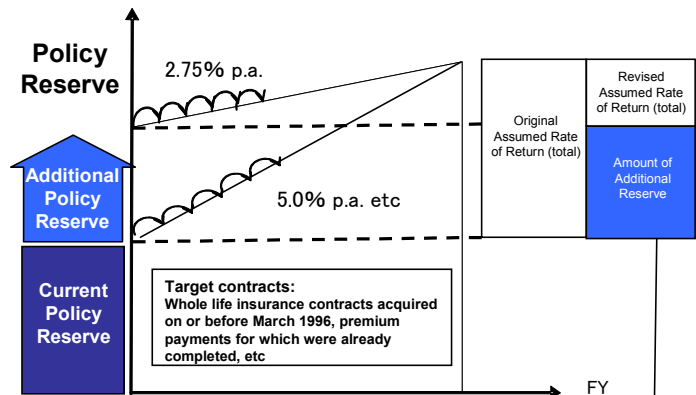 Policy
Reserve
2.75% p.a.
5.0% p.a. etc
Additional
Policy
Reserve
Current
Policy
Reserve
Target contracts:
Whole life insurance contracts acquired
on or before March 1996, premium
payments for which were already
completed, etc
Original
Assumed Rate
of Return (total)
Revised
Assumed Rate
of Return (total)
Amount of
Additional
Reserve
FY